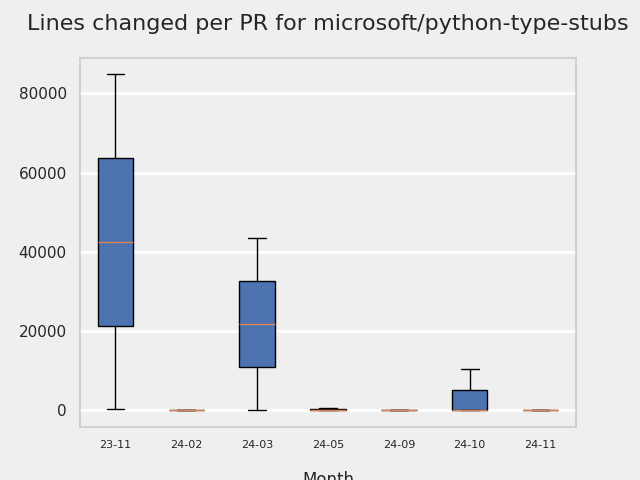 Lines changed per PR for microsoft/python-type-stubs
80000
60000
40000
20000
0
23-11 24-02 24-03 24-05 24-09 24-10 24-11
Month